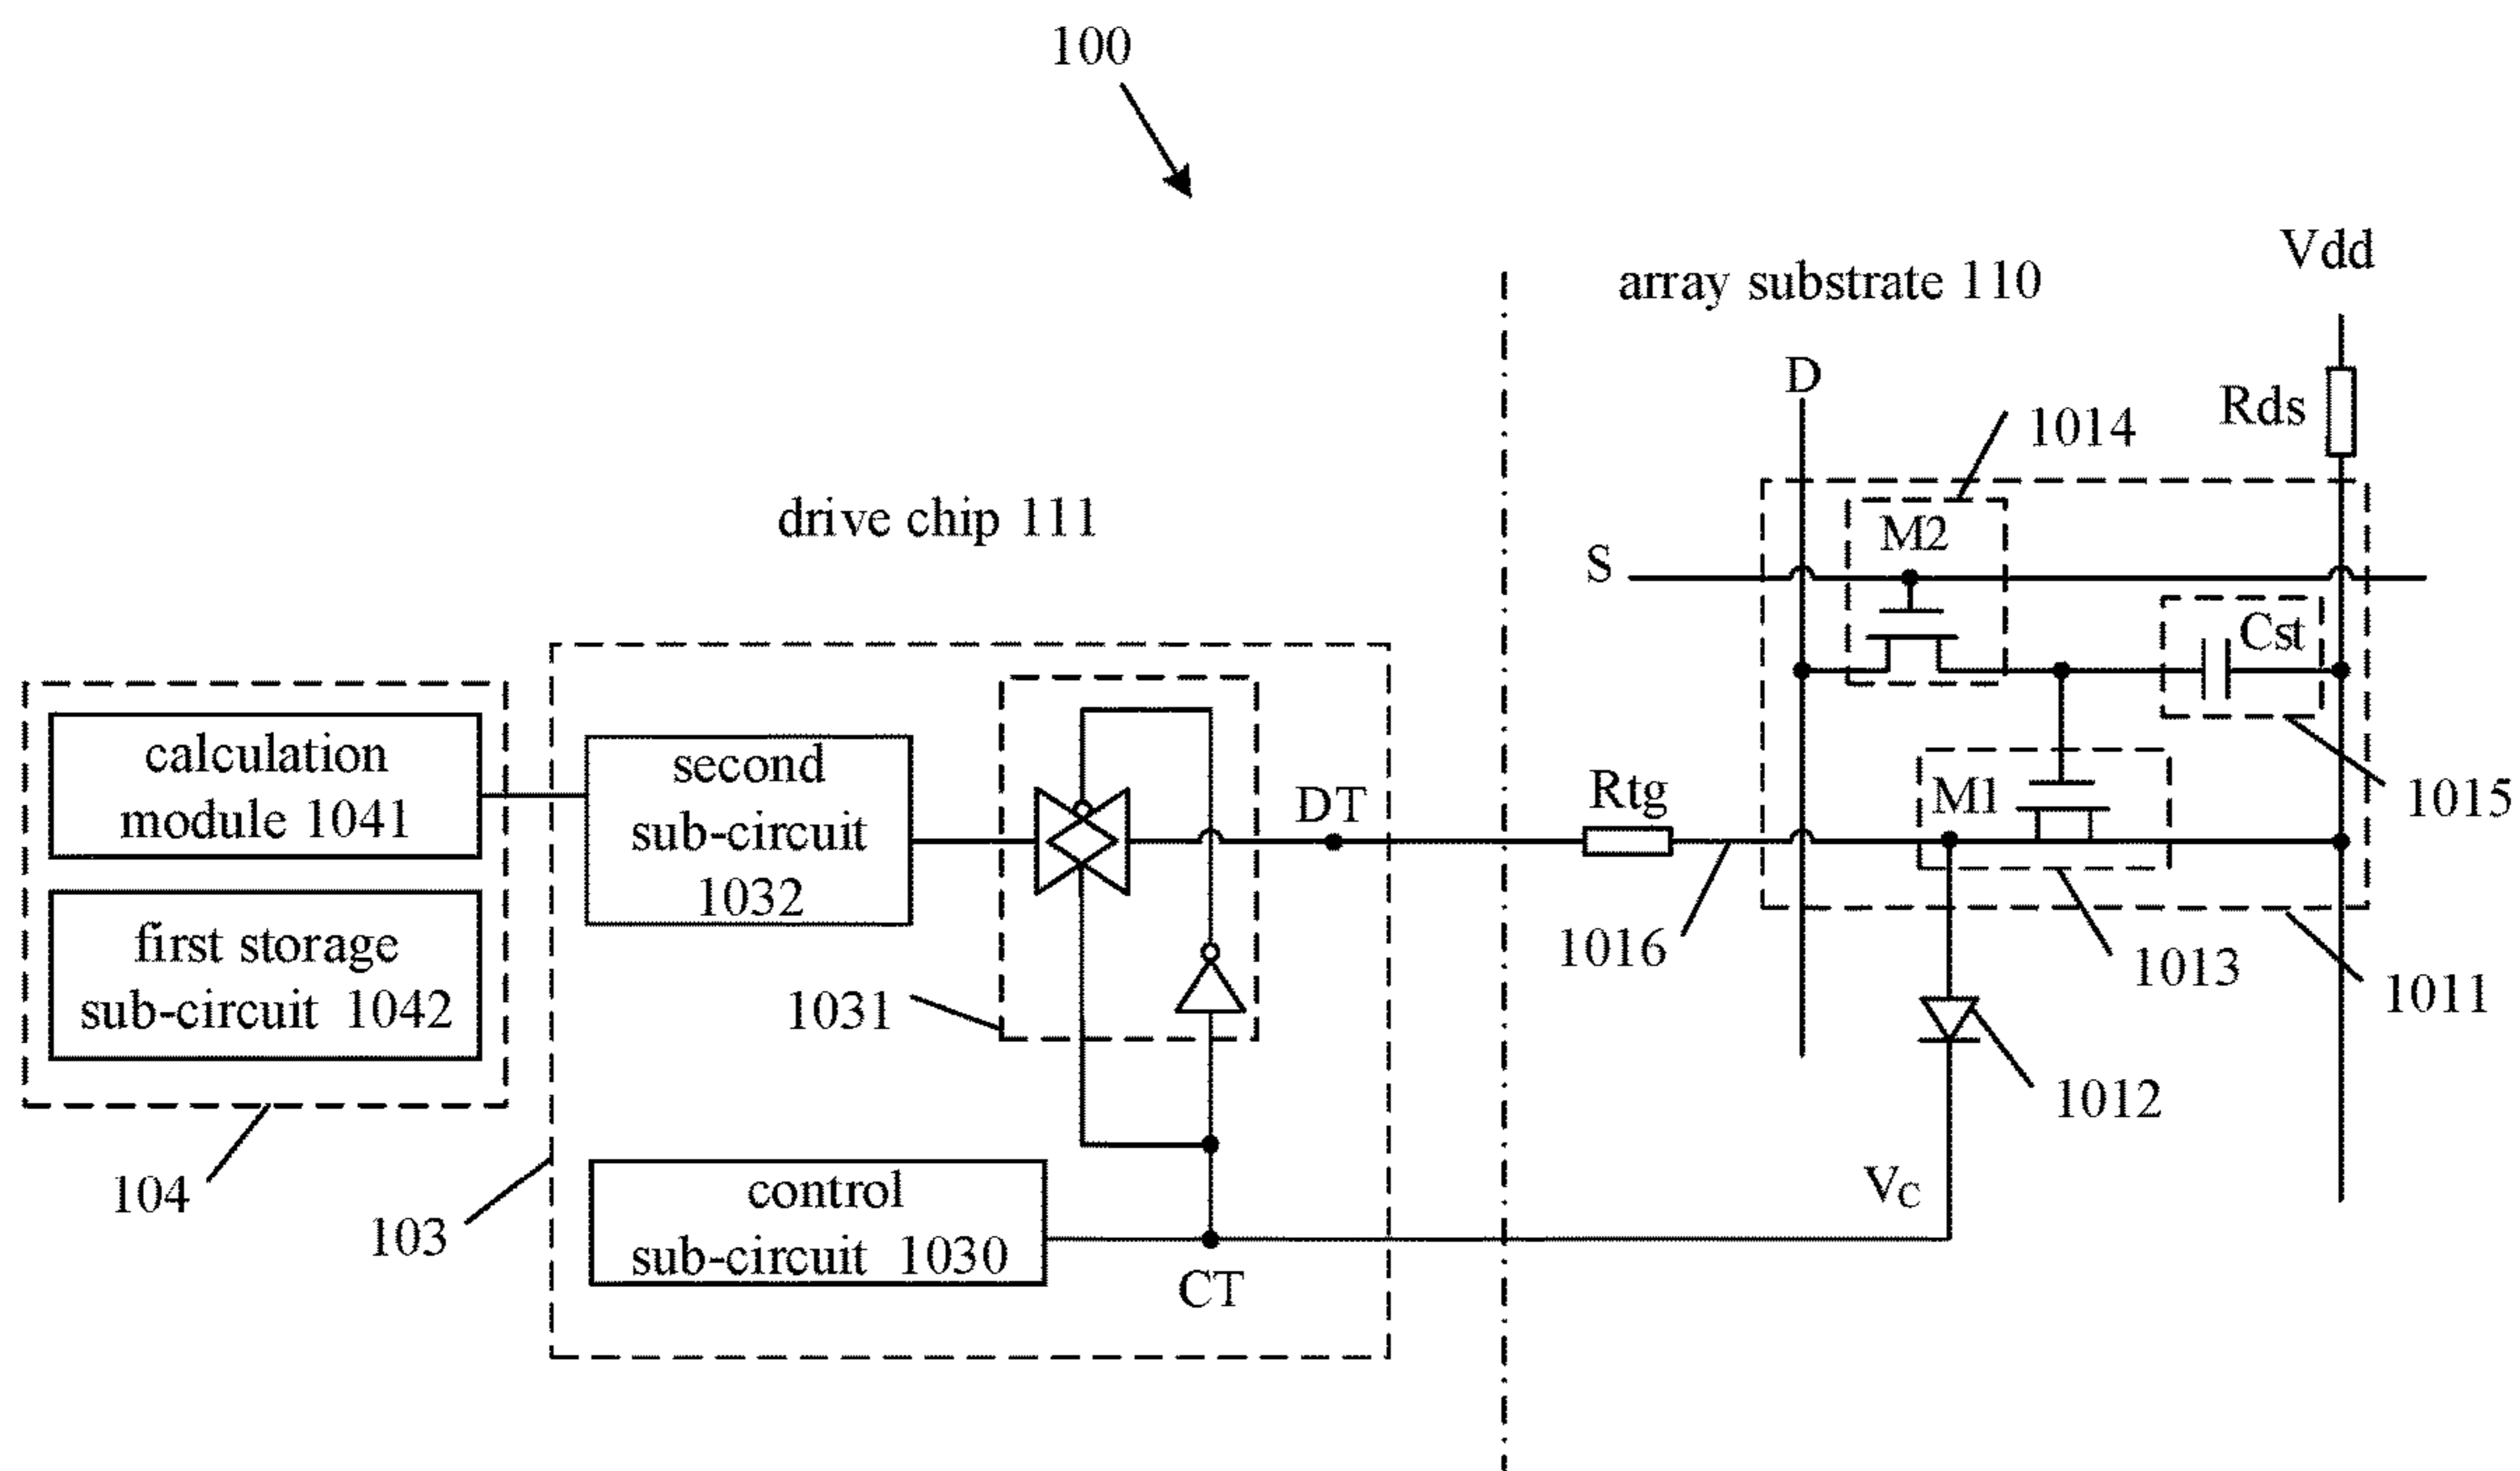 100
array substrate 110
Vdd
D
Rds
1014
drive chip 111
M2
S
Cst
calculation
module 1041
second
sub-circuit
1032
DT
Rtg
M1
1015
first storage
sub-circuit 1042
1031
1016
1013
1011
1012
104
103
control
sub-circuit 1030
CT
VC